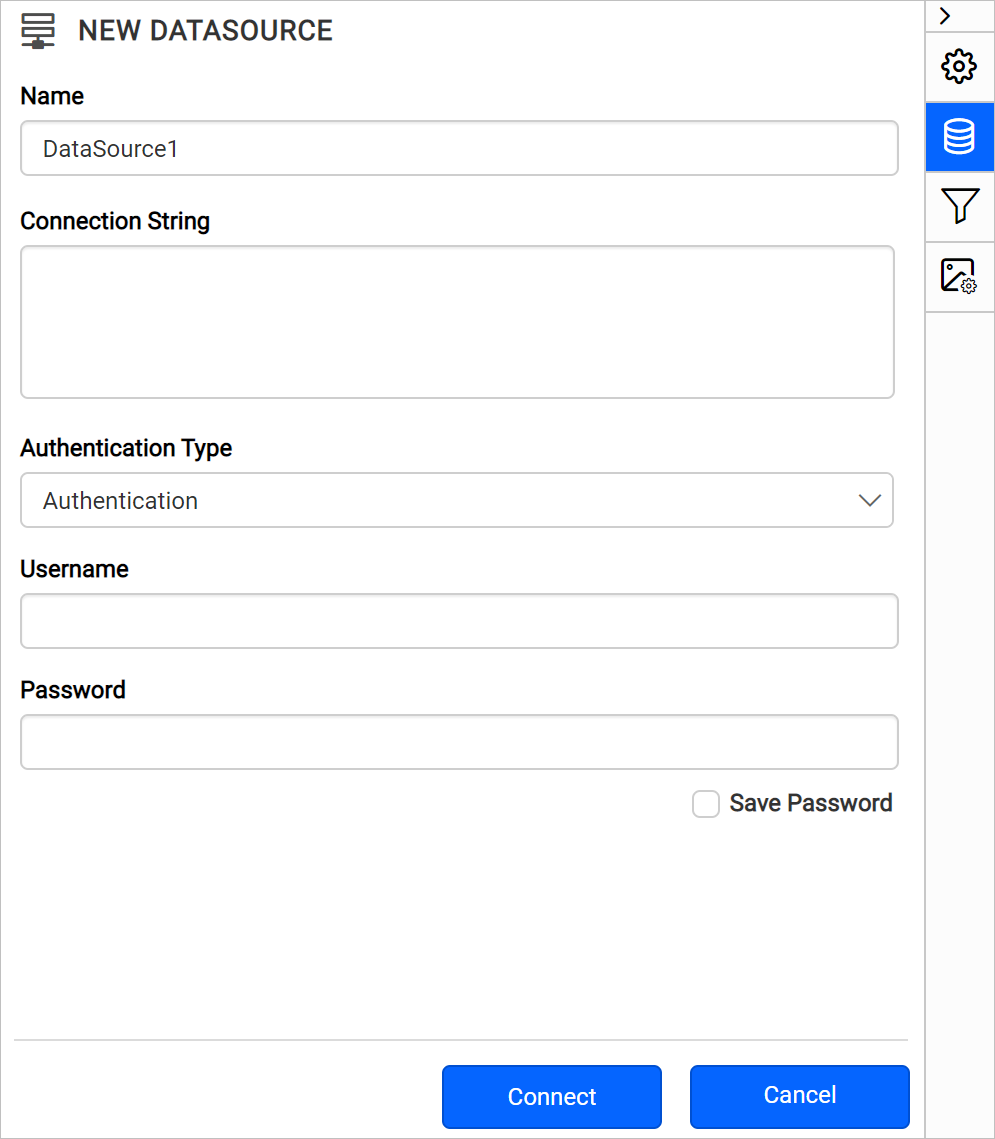 NEW DATASOURCE
Name
DataSource1
Connection String
Authentication Type
Authentication
Username
Password
Save Password
Connect
Cancel